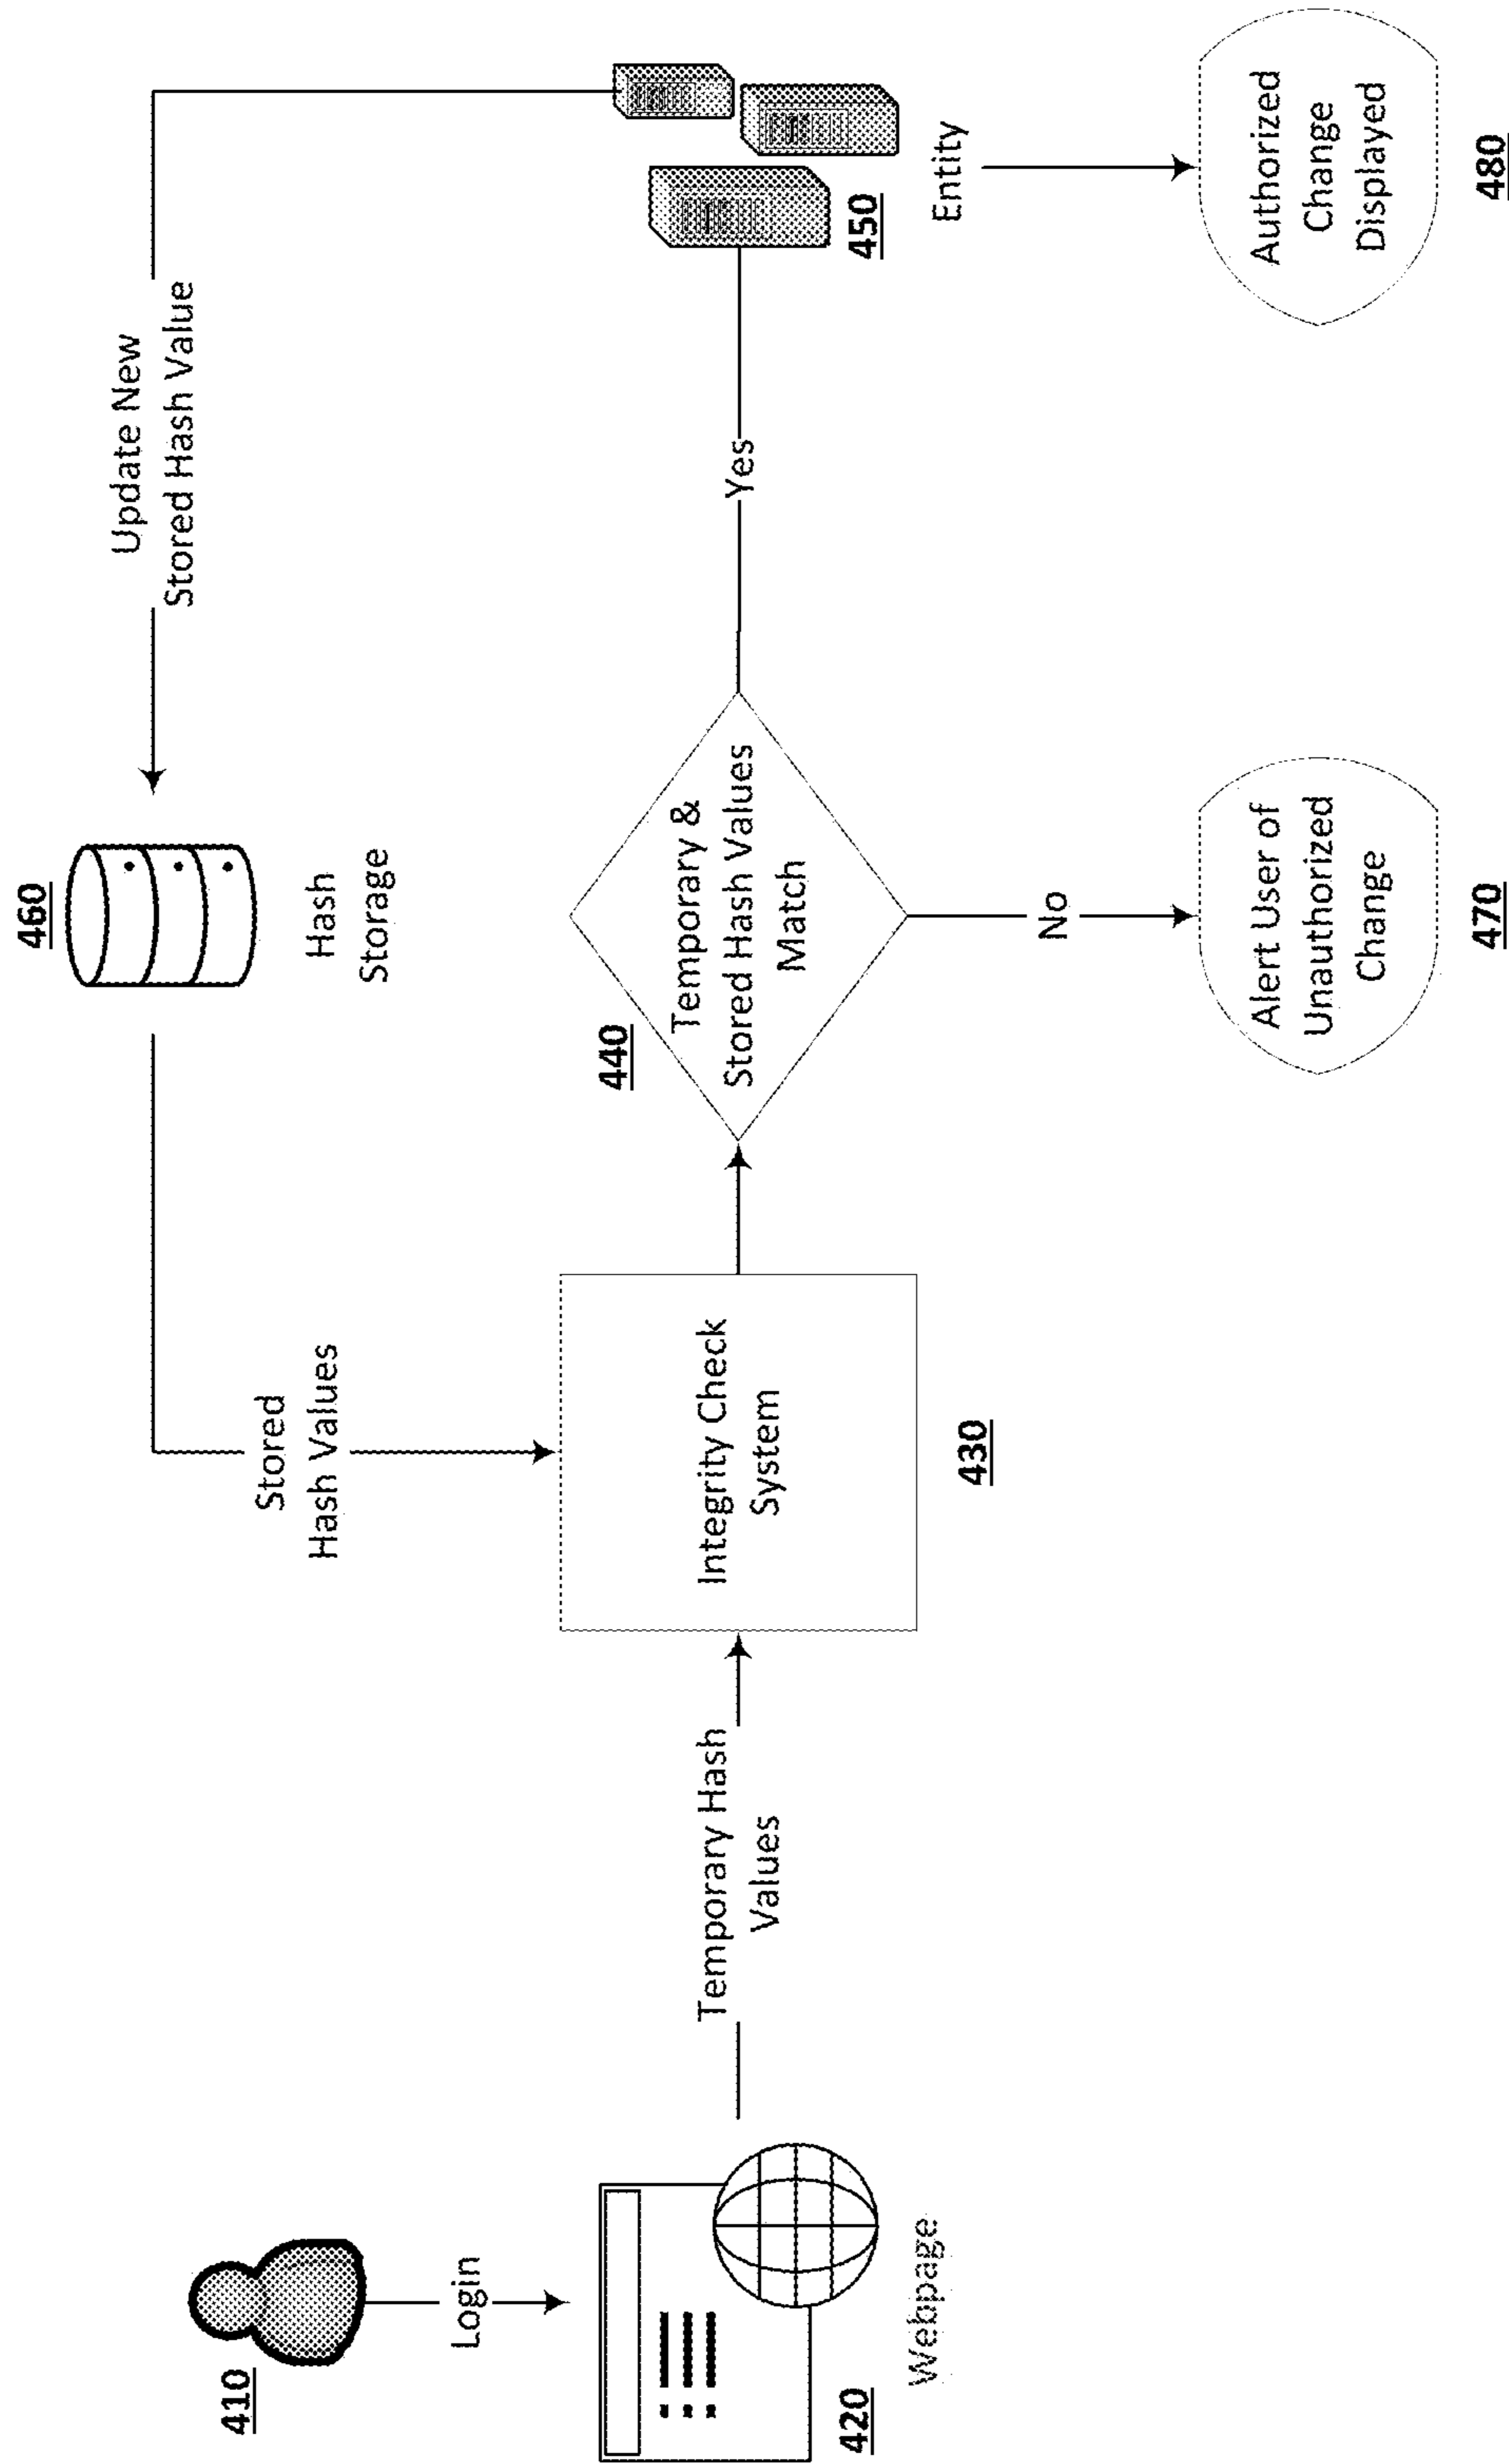 460
Hash
Storage
Update New
Stored Hash Value
Stored
Hash Values
410
Login
420
Webpage
Temporary Hash
Values
Integrity Check
System
430
440
Temporary &
Stored Hash Values
Match
Yes
450
Entity
No
Alert User of
Unauthorized
Change
470
Authorized
Change
Displayed
480